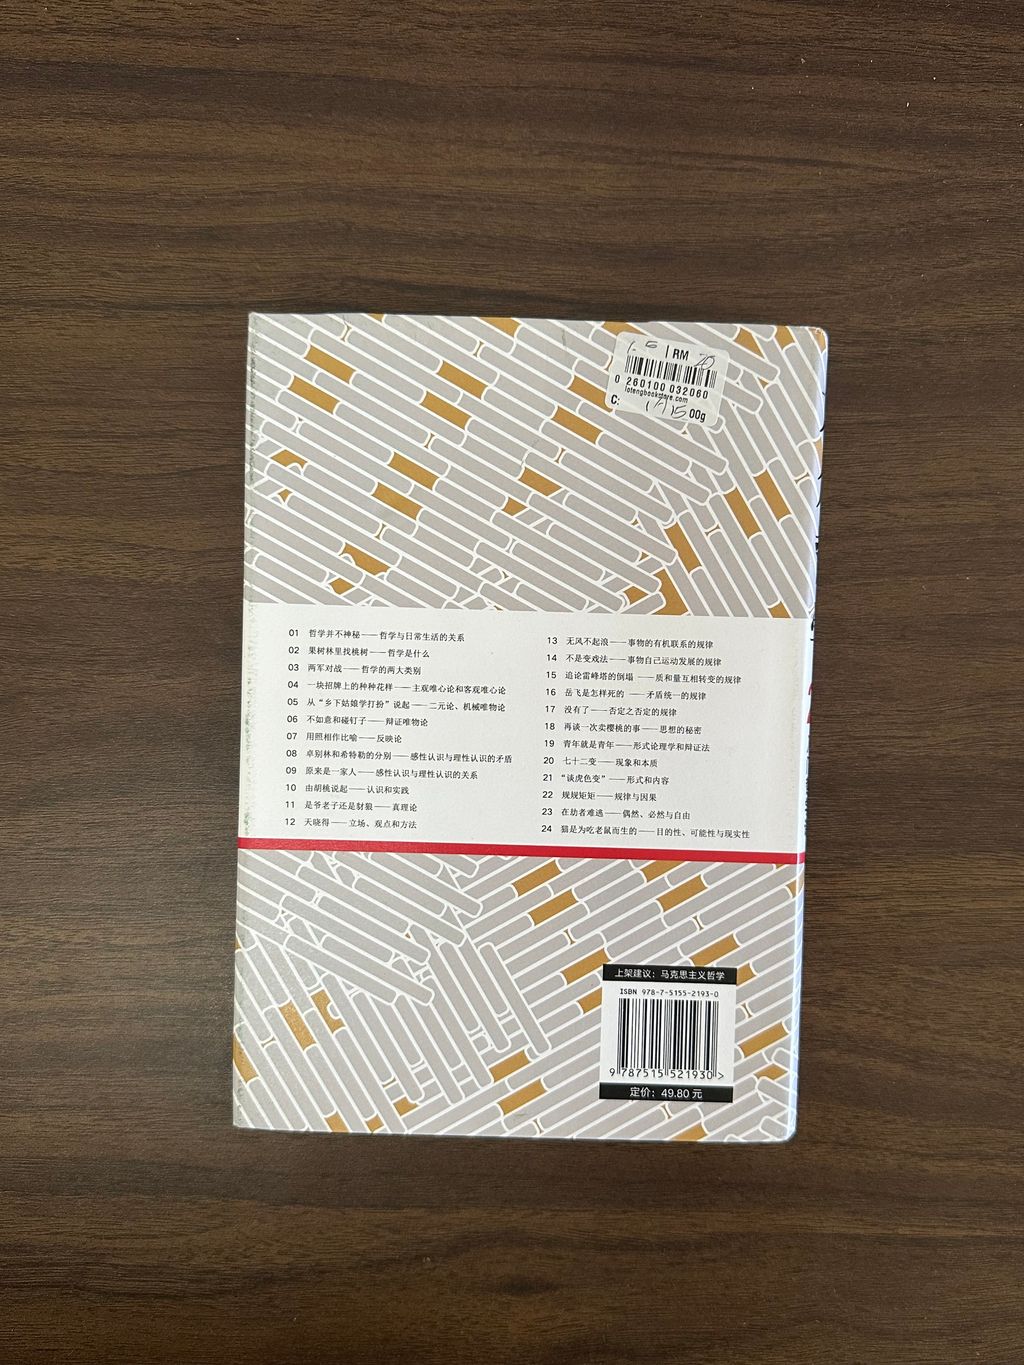 RM
0 260100 032060
lotengbookstore.com
C:
00g
01 哲学并不神秘——哲学与日常生活的关系
02 果树林里找桃树——哲学是什么
03 两军对战——哲学的两大类别
04 一块招牌上的种种花样——主观唯心论和客观唯心论
05 从“乡下姑娘学打扮”说起——二元论、机械唯物论
06 不如意和碰钉子——辩证唯物论
07 用照相作比喻——反映论
08 卓别林和希特勒的分别——感性认识与理性认识的矛盾
09 原来是一家人——感性认识与理性认识的关系
10 由胡桃说起——认识和实践
11 是爷老子还是豺狼——真理论
12 天晓得——立场、观点和方法
13 无风不起浪——事物的有机联系的规律
14 不是变戏法——事物自己运动发展的规律
15 追论雷峰塔的倒塌——质和量互相转变的规律
16 岳飞是怎样死的——矛盾统一的规律
17 没有了——否定之否定的规律
18 再谈一次卖樱桃的事——思想的秘密
19 青年就是青年——形式论理学和辩证法
20 七十二变——现象和本质
21 “谈虎色变”——形式和内容
22 规规矩矩——规律与因果
23 在劫者难逃——偶然、必然与自由
24 猫是为吃老鼠而生的——目的性、可能性与现实性
上架建议：马克思主义哲学
ISBN 978-7-5155-2193-0
9 787515 521930 >
定价：49.80 元